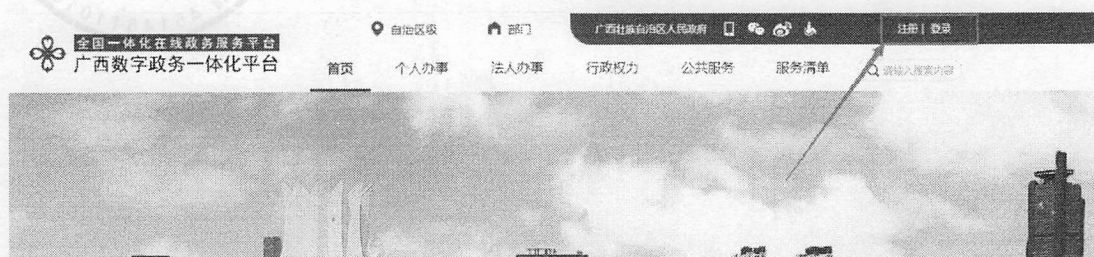 自治区级 部门 广西壮族自治区人民政府 注册 | 登录
全国一体化在线政务服务平台
广西数字政务一体化平台
首页 个人办事 法人办事 行政权力 公共服务 服务清单 请输入搜索内容